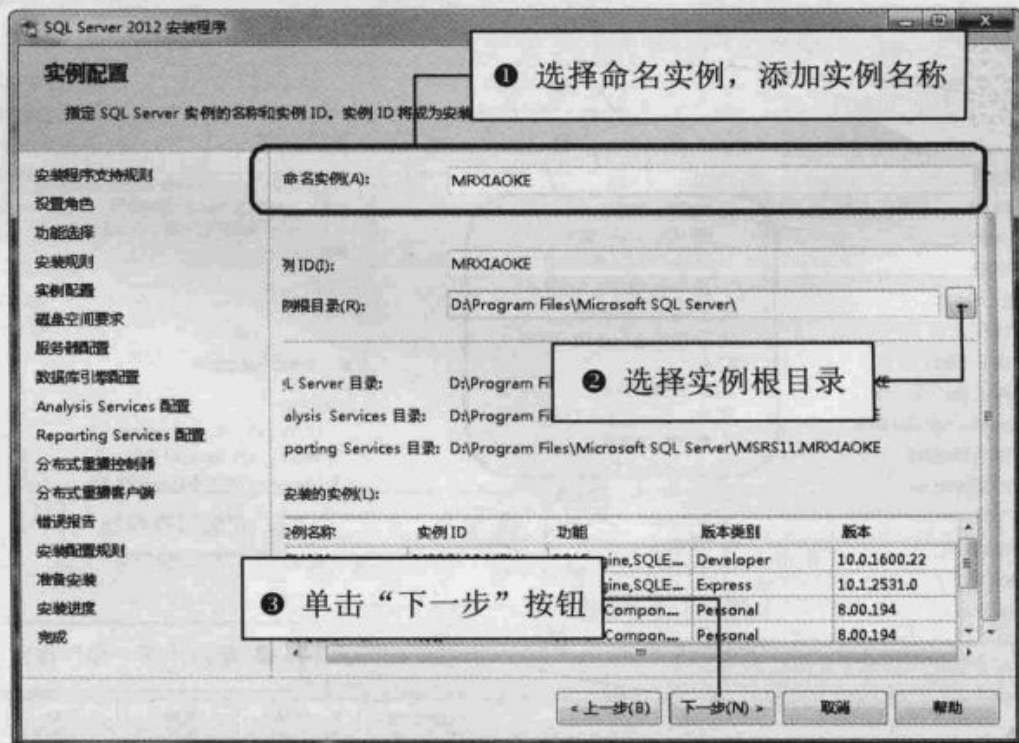 SQL Server 2012 安装程序
实例配置
❶ 选择命名实例，添加实例名称
指定 SQL Server 实例的名称和实例 ID。实例 ID 将成为安装
安装程序支持规则
设置角色
功能选择
安装规则
实例配置
磁盘空间要求
服务器配置
数据库引擎配置
Analysis Services 配置
Reporting Services 配置
分布式重播控制器
分布式重播客户端
错误报告
安装配置规则
准备安装
安装进度
完成
命名实例(A): MRXIAOKE
列 ID(I): MRXIAOKE
例根目录(R): D:\Program Files\Microsoft SQL Server\
❷ 选择实例根目录
L Server 目录: D:\Program Fi
alysis Services 目录: D:\Program Fi KE
porting Services 目录: D:\Program Files\Microsoft SQL Server\MSRS11.MRXIAOKE
安装的实例(L):
例名称 实例 ID 功能 版本类别 版本
gine,SQLE... Developer 10.0.1600.22
gine,SQLE... Express 10.1.2531.0
Compon... Personal 8.00.194
Compon... Personal 8.00.194
❸ 单击“下一步”按钮
< 上一步(B) 下一步(N) > 取消 帮助